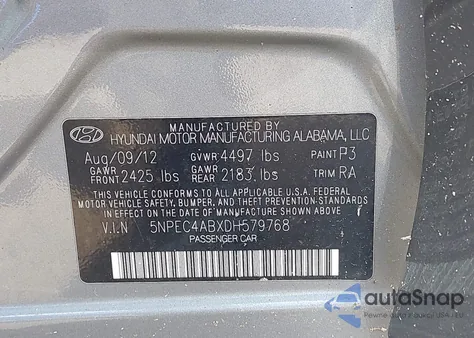 MANUFACTURED BY
HYUNDAI MOTOR MANUFACTURING ALABAMA, LLC
Aug/09/12 GVWR 4497 lbs PAINT P3
GAWR FRONT 2425 lbs GAWR REAR 2183 lbs TRIM RA
THIS VEHICLE CONFORMS TO ALL APPLICABLE U.S.A. FEDERAL
MOTOR VEHICLE SAFETY, BUMPER, AND THEFT PREVENTION
STANDARDS IN EFFECT ON THE DATE OF MANUFACTURE SHOWN ABOVE.
V.I.N 5NPEC4ABXDH579768
PASSENGER CAR
autoSnap